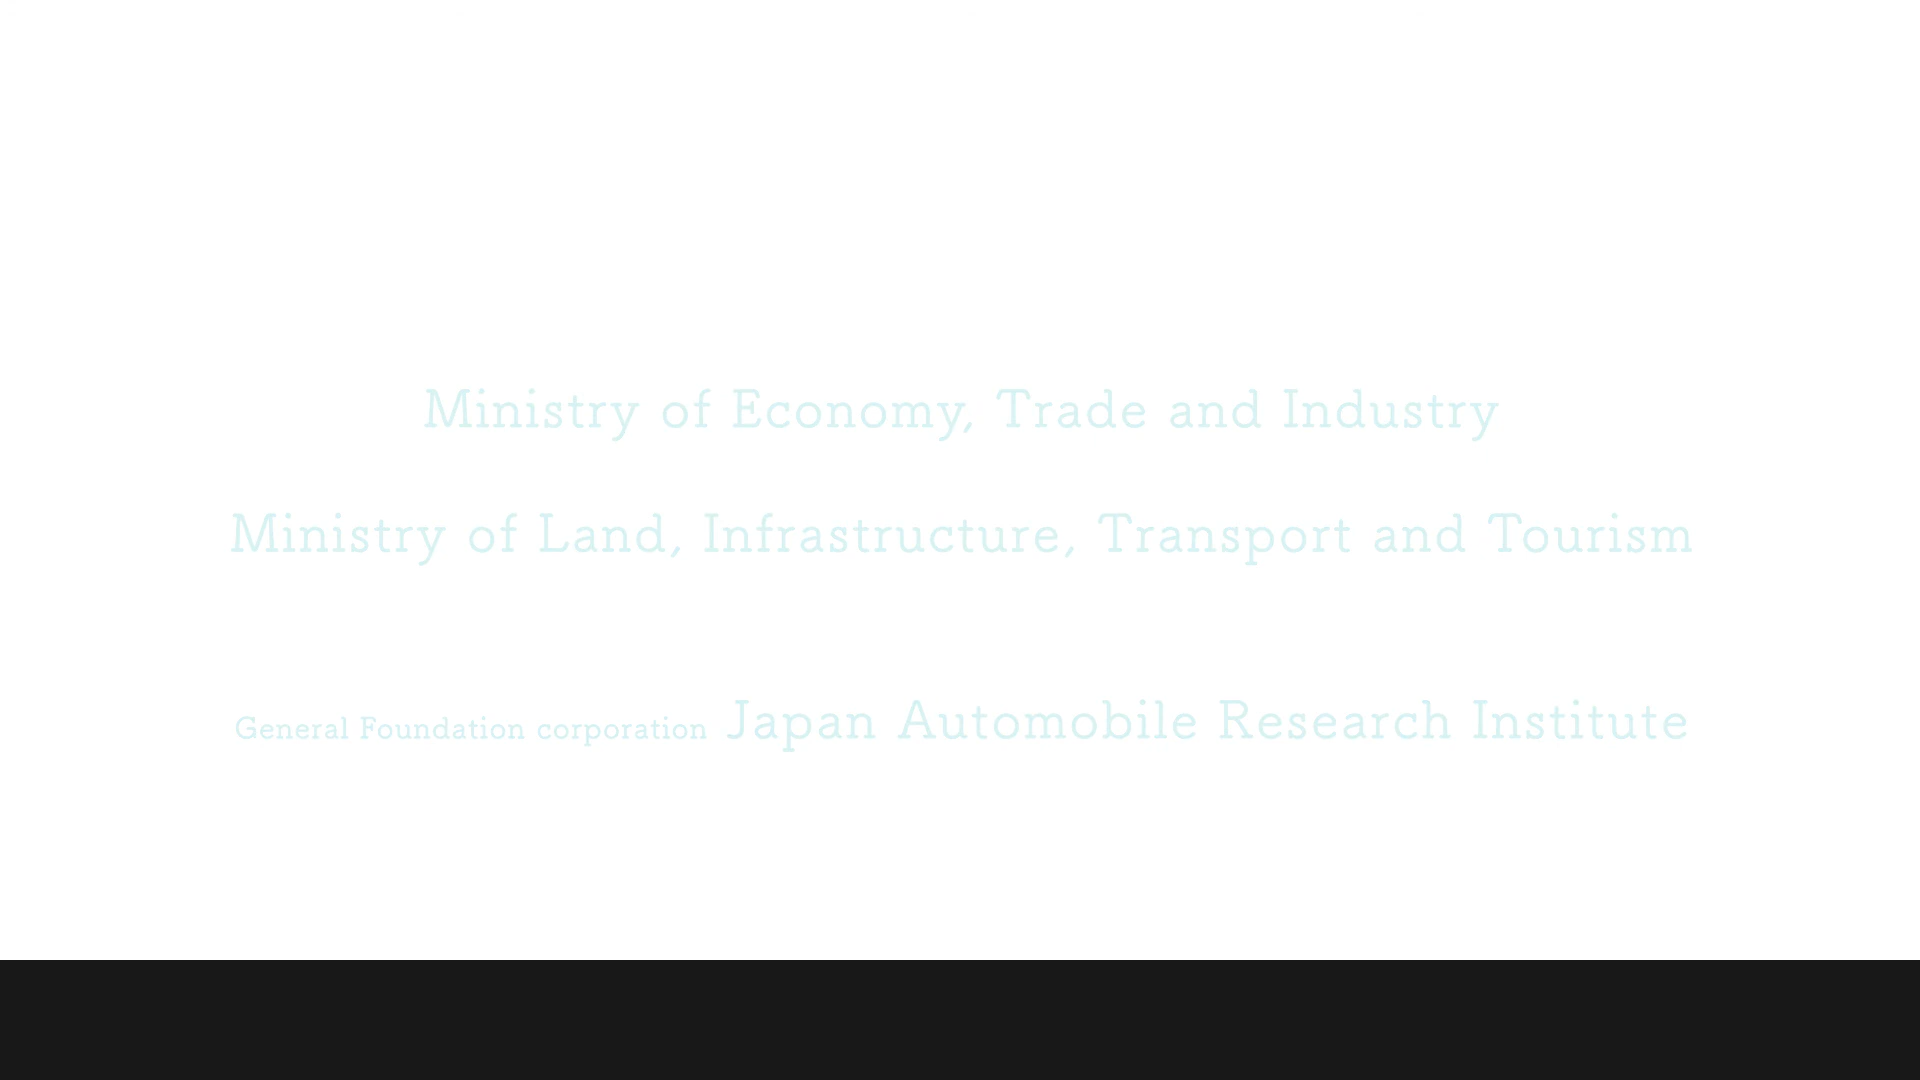 Ministry of Economy, Trade and Industry
Ministry of Land, Infrastructure, Transport and Tourism
General Foundation corporation Japan Automobile Research Institute